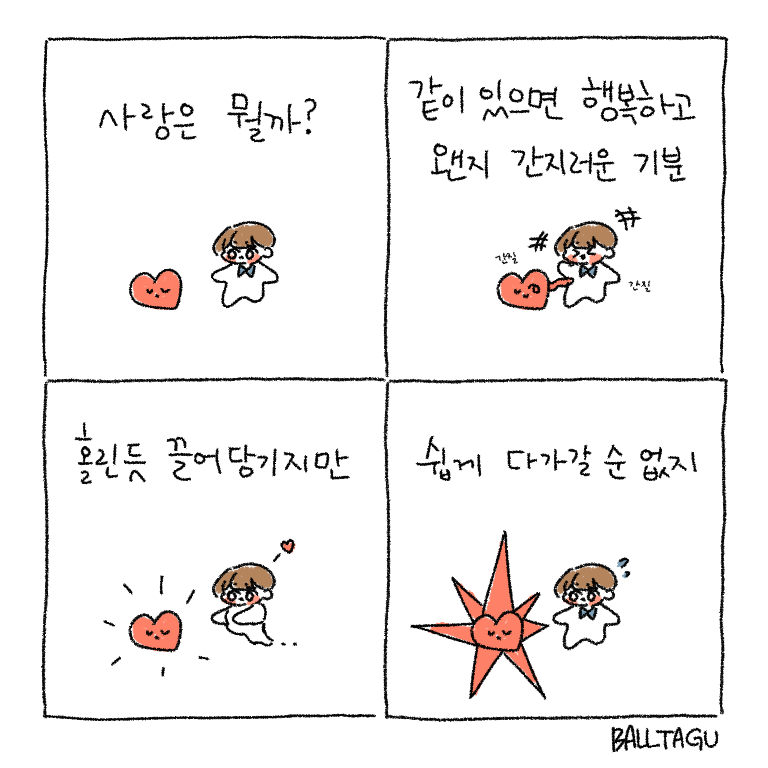 사랑은 뭘까?
같이 있으면 행복하고
왠지 간지러운 기분
간질
간질
홀린듯 끌어당기지만
쉽게 다가갈 순 없지
BALLTAGU